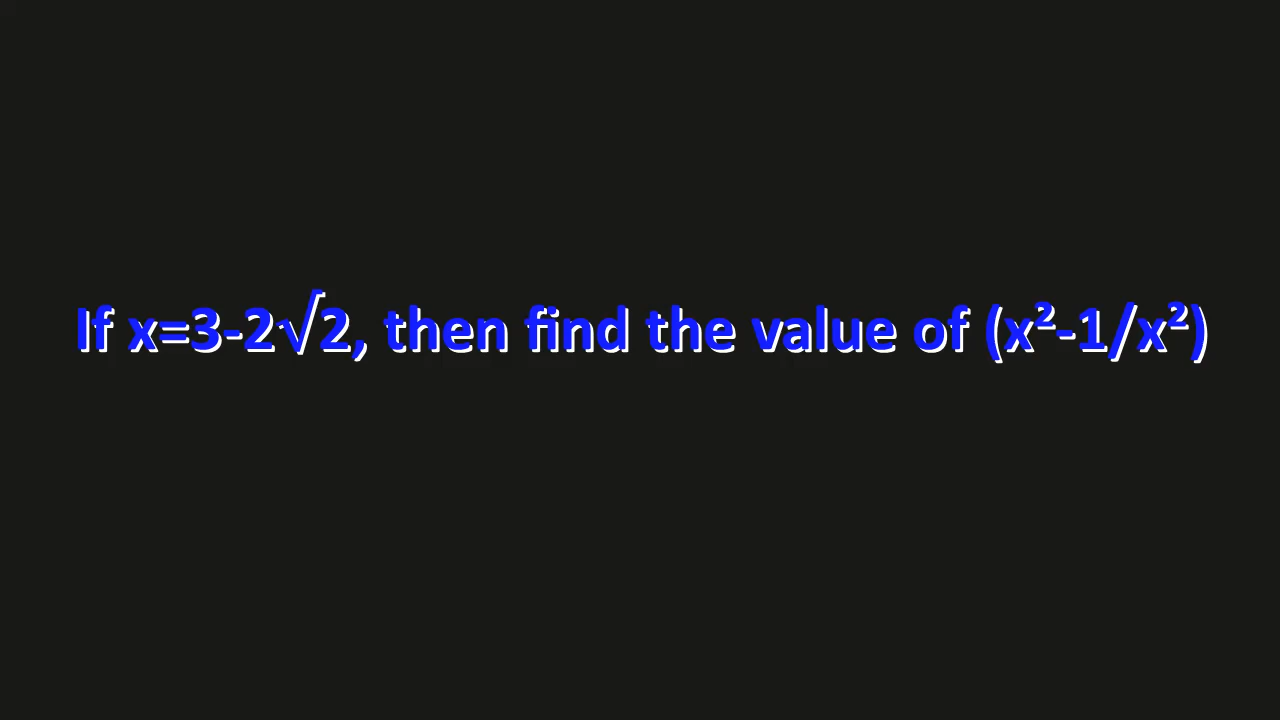 If x=3-2√2, then find the value of (x²-1/x²)